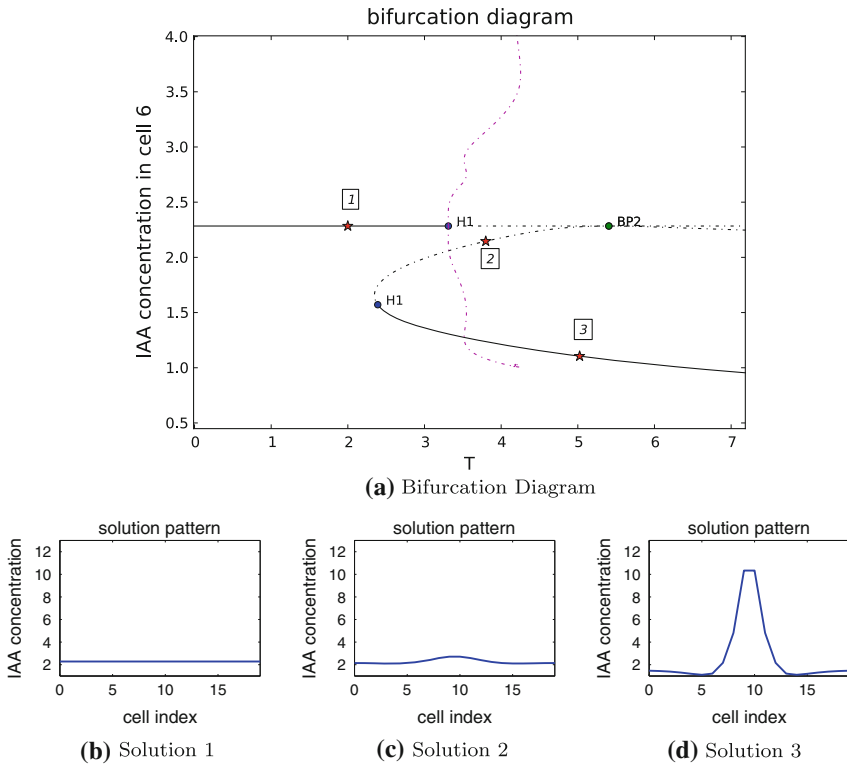 bifurcation diagram
IAA concentration in cell 6
4.0
3.5
3.0
2.5
2.0
1.5
1.0
0.5
1
H1
BP2
2
H1
3
0 1 2 3 4 5 6 7
T
(a) Bifurcation Diagram
solution pattern
IAA concentration
12
10
8
6
4
2
0 5 10 15
cell index
(b) Solution 1
solution pattern
IAA concentration
12
10
8
6
4
2
0 5 10 15
cell index
(c) Solution 2
solution pattern
IAA concentration
12
10
8
6
4
2
0 5 10 15
cell index
(d) Solution 3